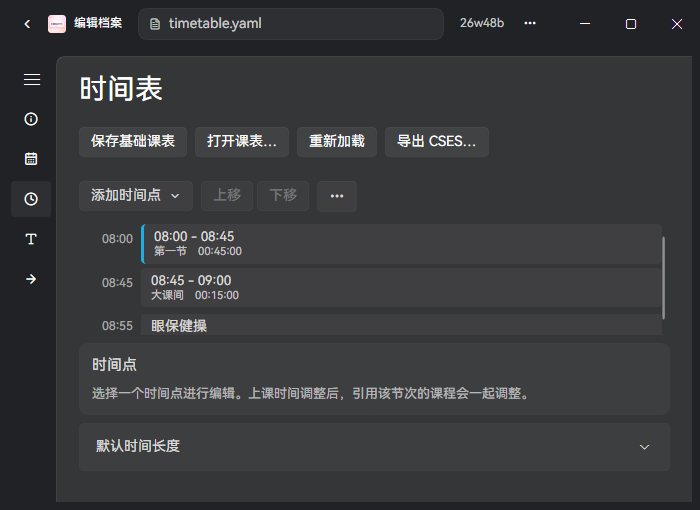 编辑档案
timetable.yaml
26w48b
时间表
保存基础课表
打开课表...
重新加载
导出 CSES...
添加时间点
上移
下移
08:00
08:00 - 08:45
第一节 00:45:00
08:45
08:45 - 09:00
大课间 00:15:00
08:55
眼保健操
时间点
选择一个时间点进行编辑。上课时间调整后，引用该节次的课程会一起调整。
默认时间长度